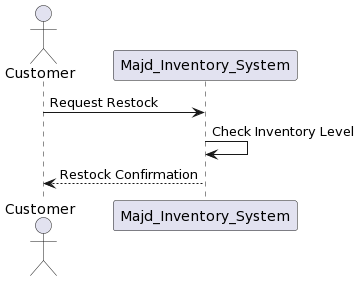 Customer
Majd_Inventory_System
Request Restock
Check Inventory Level
Restock Confirmation
Customer
Majd_Inventory_System